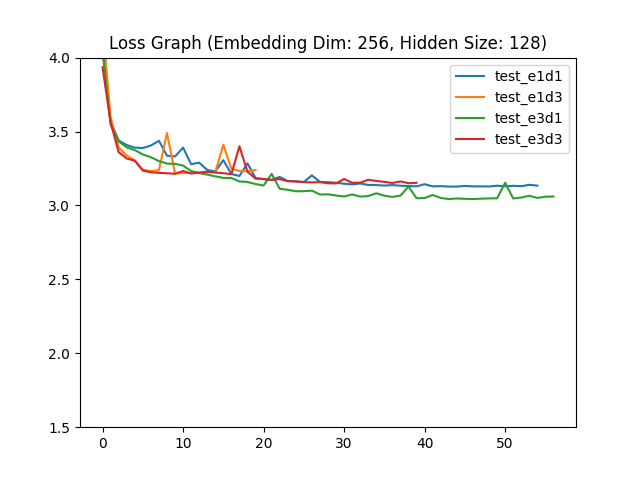 Loss Graph (Embedding Dim: 256, Hidden Size: 128)
4.0
3.5
3.0
2.5
2.0
1.5
0 10 20 30 40 50
test_e1d1
test_e1d3
test_e3d1
test_e3d3